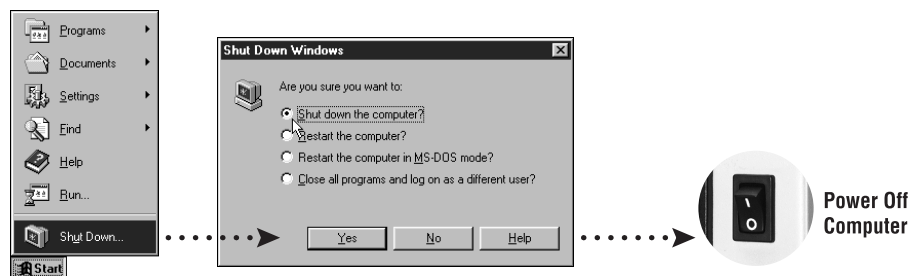 Programs
Documents
Settings
Find
Help
Run...
Shut Down...
Start
Shut Down Windows
Are you sure you want to:
Shut down the computer?
Restart the computer?
Restart the computer in MS-DOS mode?
Close all programs and log on as a different user?
Yes
No
Help
Power Off
Computer